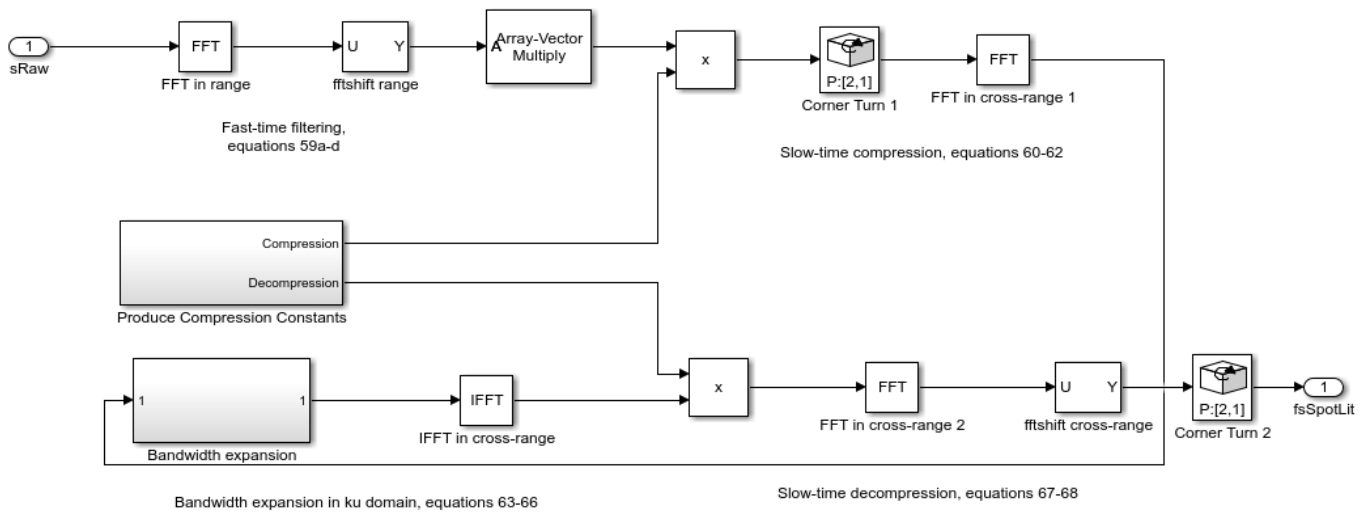 1
sRaw
FFT
FFT in range
U Y
fftshift range
A
Array-Vector
Multiply
x
P:[2,1]
Corner Turn 1
FFT
FFT in cross-range 1
Fast-time filtering,
equations 59a-d
Slow-time compression, equations 60-62
Compression
Decompression
Produce Compression Constants
1 1
Bandwidth expansion
IFFT
IFFT in cross-range
x
FFT
FFT in cross-range 2
U Y
fftshift cross-range
P:[2,1]
Corner Turn 2
1
fsSpotLit
Bandwidth expansion in ku domain, equations 63-66
Slow-time decompression, equations 67-68